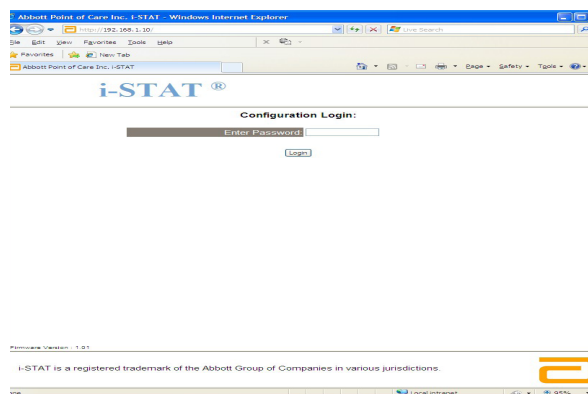 Abbott Point of Care Inc. i-STAT - Windows Internet Explorer
http://192.168.1.10/
Live Search
File Edit View Favorites Tools Help
Favorites New Tab
Abbott Point of Care Inc. i-STAT
Page Safety Tools
i-STAT ®
Configuration Login:
Enter Password:
Login
Firmware Version : 1.01
i-STAT is a registered trademark of the Abbott Group of Companies in various jurisdictions.
Local intranet
95%